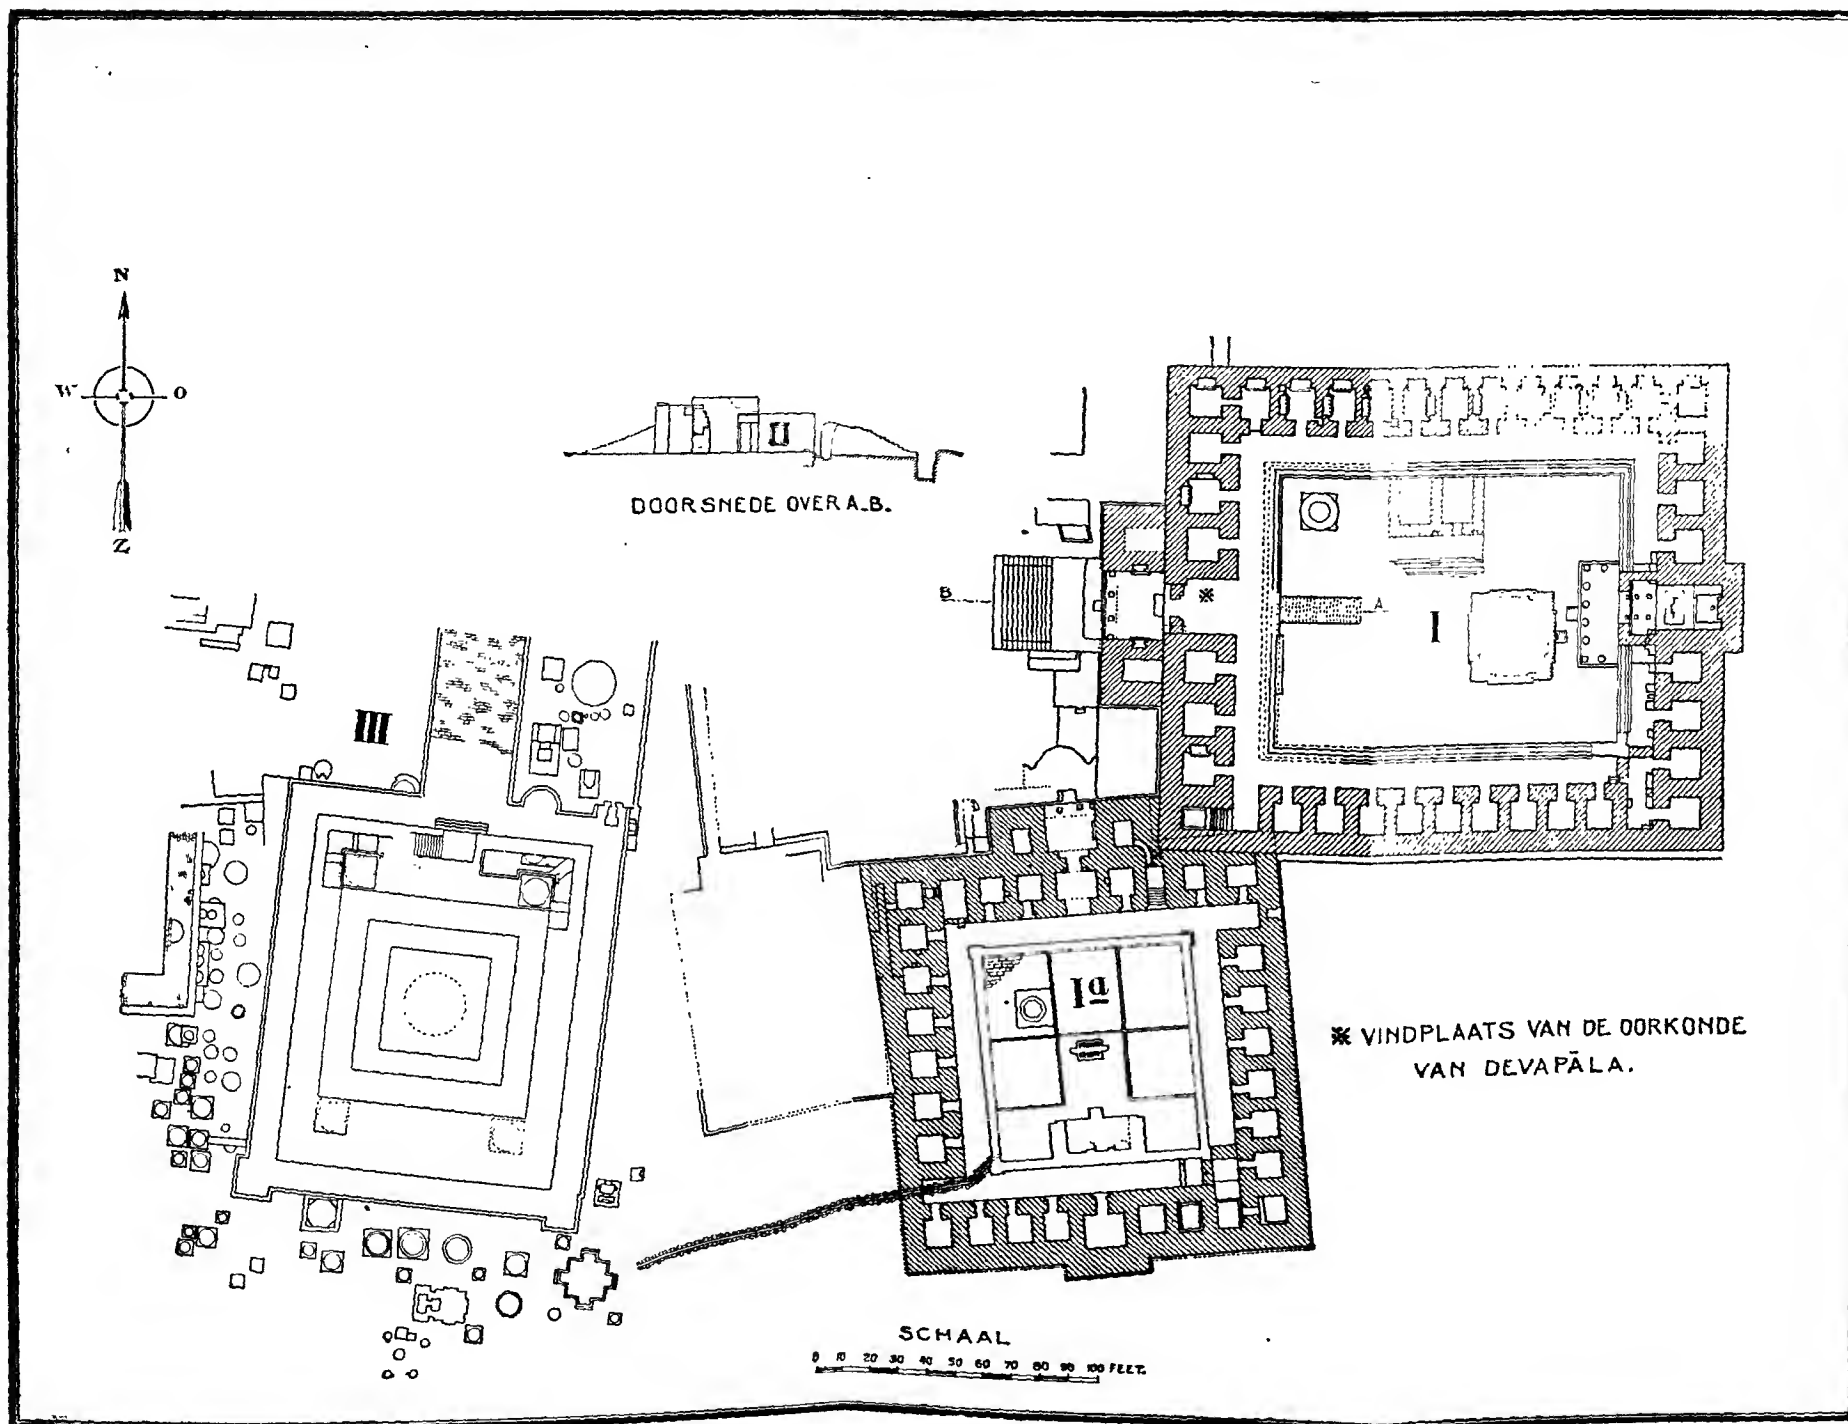 N
W O
Z
II
DOORSNEDE OVER A_B.
B
A
I
III
Iª
※ VINDPLAATS VAN DE OORKONDE
VAN DEVAPĀLA.
SCHAAL
0 10 20 30 40 50 60 70 80 90 100 FEET.